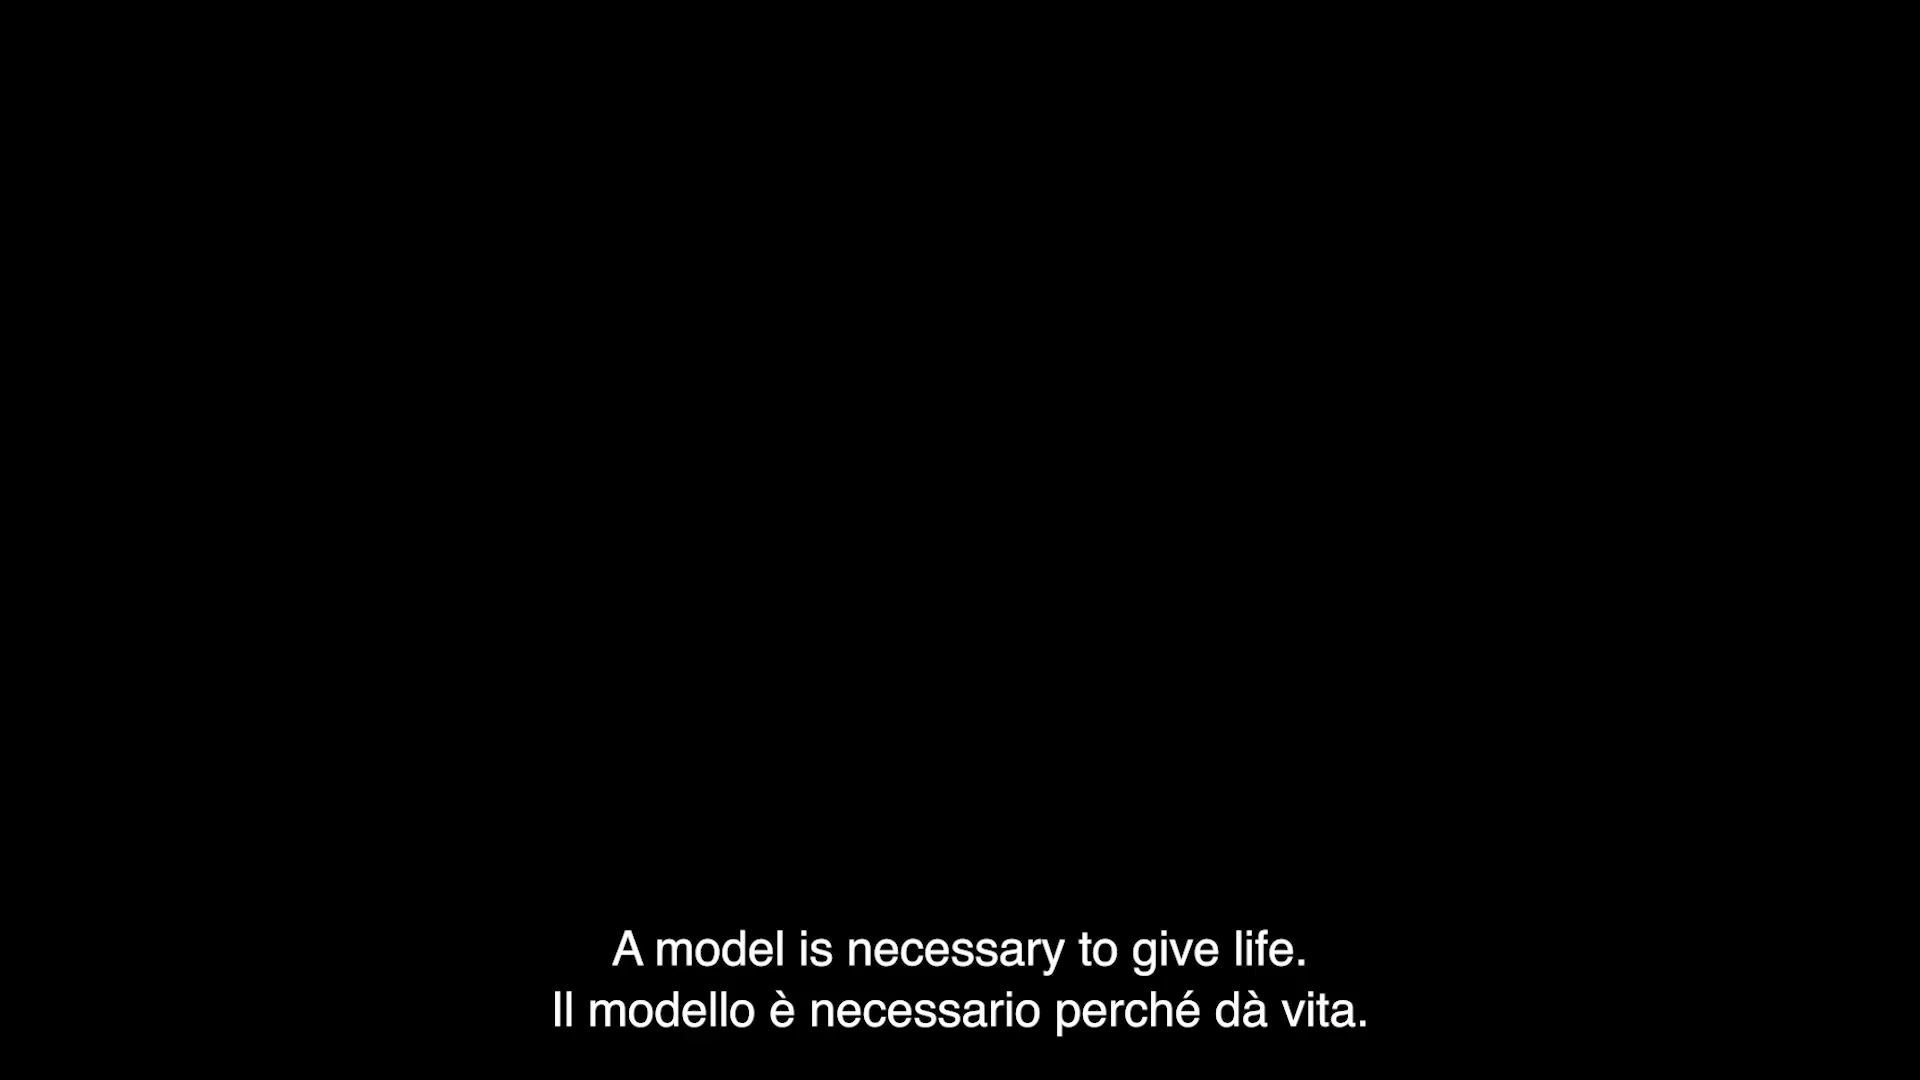 A model is necessary to give life.
Il modello è necessario perché dà vita.